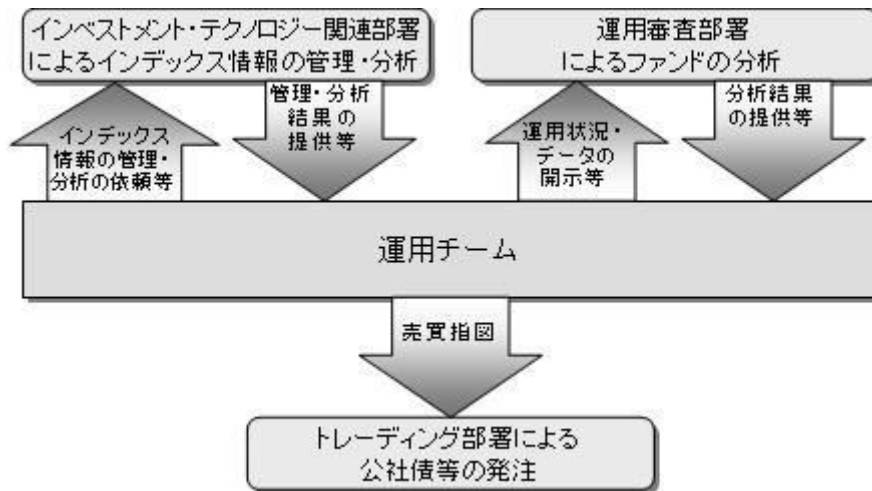 インベストメント・テクノロジー関連部署
によるインデックス情報の管理・分析
運用審査部署
によるファンドの分析
インデックス
情報の管理・
分析の依頼等
管理・分析
結果の
提供等
運用状況・
データの
開示等
分析結果
の提供等
運用チーム
売買指図
トレーディング部署による
公社債等の発注